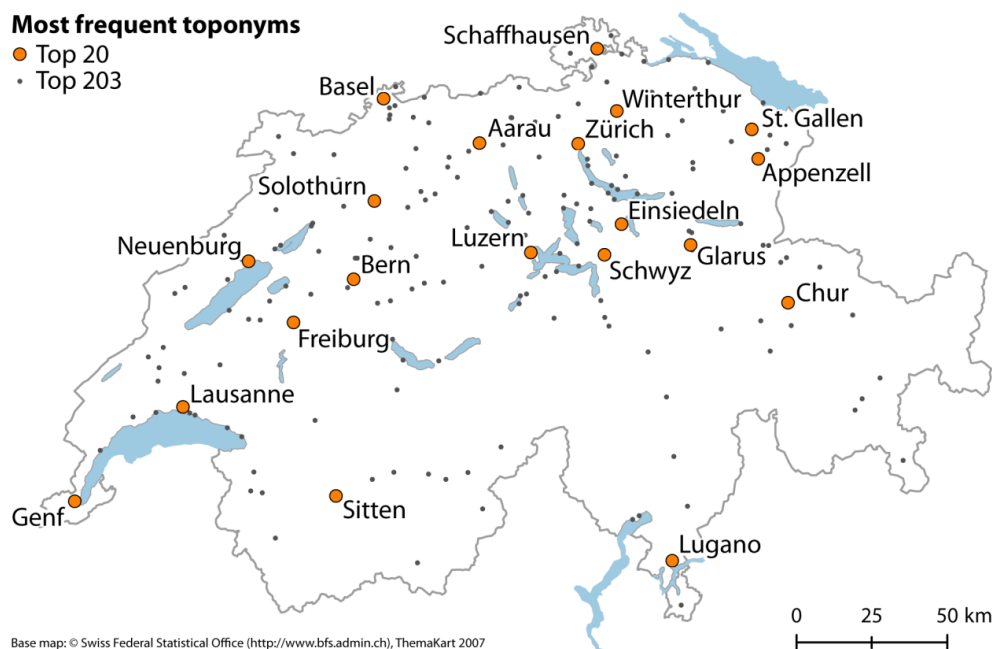 Most frequent toponyms
Top 20
Top 203
Schaffhausen
Basel
Winterthur
Aarau
Zürich
St. Gallen
Appenzell
Solothurn
Einsiedeln
Neuenburg
Luzern
Bern
Schwyz
Glarus
Chur
Freiburg
Lausanne
Genf
Sitten
Lugano
0 25 50 km
Base map: © Swiss Federal Statistical Office (http://www.bfs.admin.ch), ThemaKart 2007